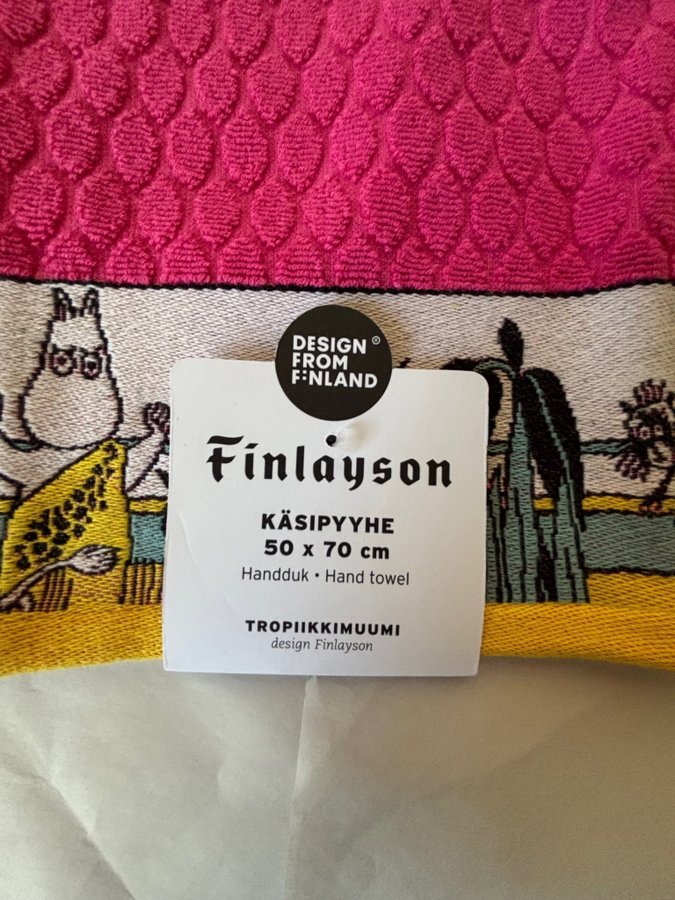 DESIGN®
FROM
FINLAND
Finlayson
KÄSIPYYHE
50 x 70 cm
Handduk • Hand towel
TROPIIKKIMUUMI
design Finlayson